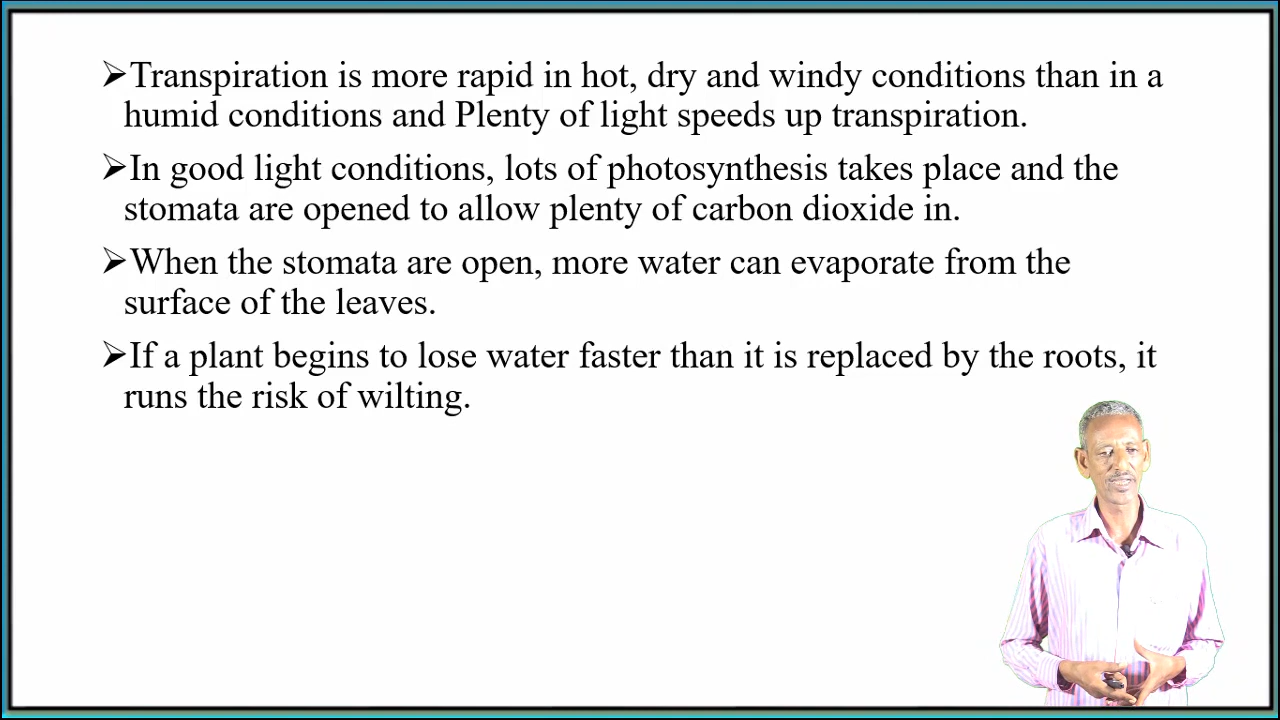 ➢Transpiration is more rapid in hot, dry and windy conditions than in a
humid conditions and Plenty of light speeds up transpiration.
➢In good light conditions, lots of photosynthesis takes place and the
stomata are opened to allow plenty of carbon dioxide in.
➢When the stomata are open, more water can evaporate from the
surface of the leaves.
➢If a plant begins to lose water faster than it is replaced by the roots, it
runs the risk of wilting.